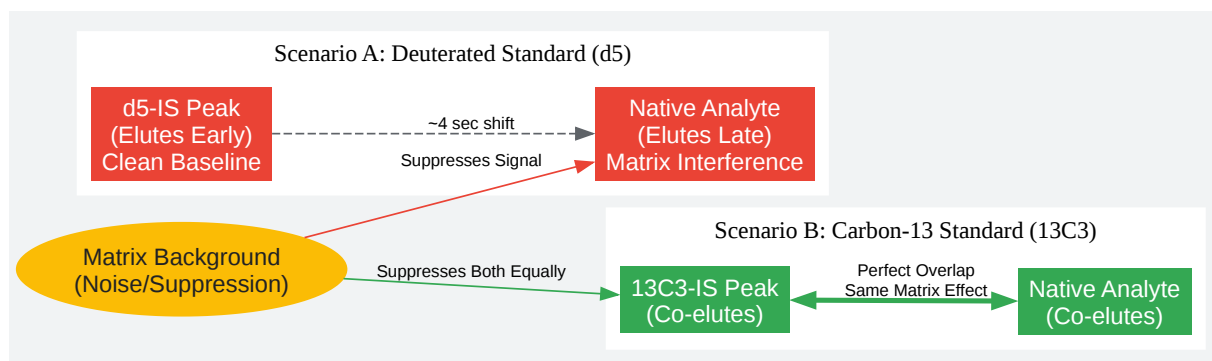 Scenario A: Deuterated Standard (d5)
d5-IS Peak
(Elutes Early)
Clean Baseline
~4 sec shift
Native Analyte
(Elutes Late)
Matrix Interference
Suppresses Signal
Matrix Background
(Noise/Suppression)
Suppresses Both Equally
Scenario B: Carbon-13 Standard (13C3)
13C3-IS Peak
(Co-elutes)
Perfect Overlap
Same Matrix Effect
Native Analyte
(Co-elutes)